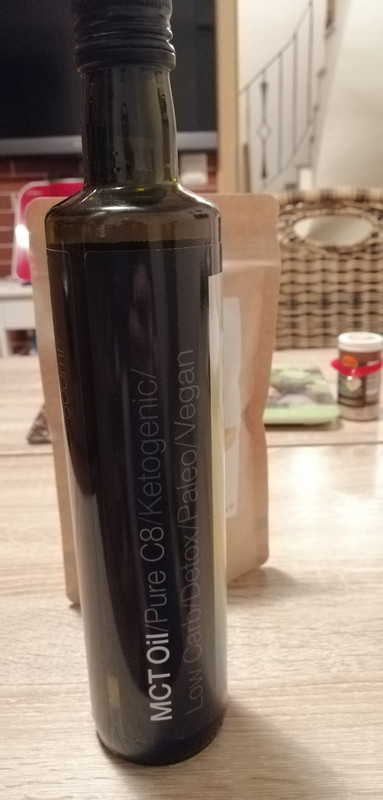 MCT Oil/Pure C8/Ketogenic/
Low Carb/Detox/Paleo/Vegan